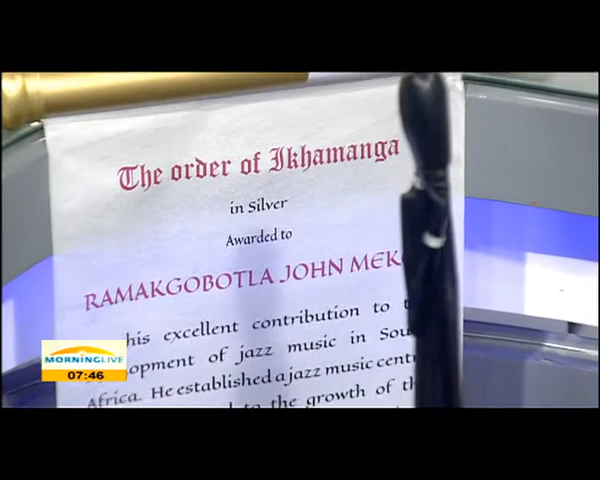 The order of Ikhamanga
in Silver
Awarded to
RAMAKGOBOTLA JOHN MEK
his excellent contribution to
opment of jazz music in Sou
Africa. He established a jazz music cent
to the growth of
MORNINGLIVE
07:46